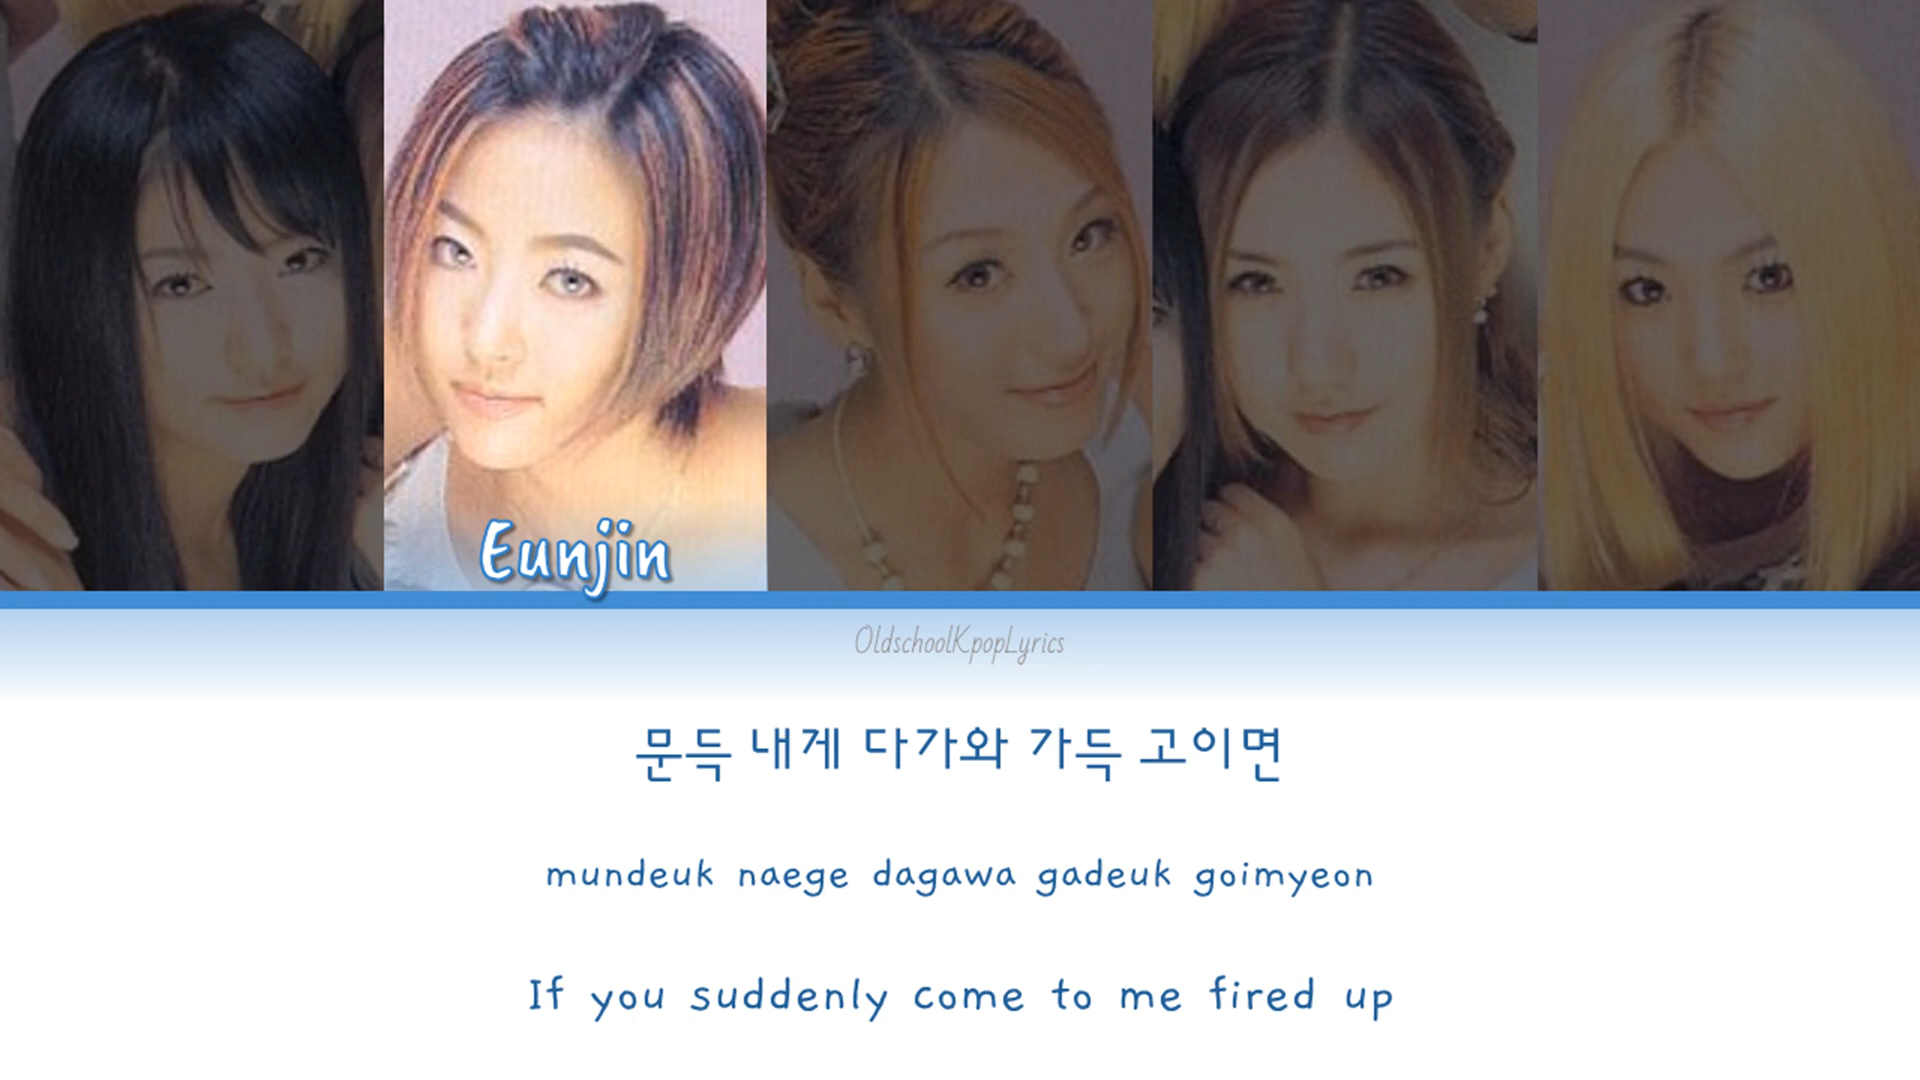 Eunjin
OldschoolKpopLyrics
문득 내게 다가와 가득 고이면
mundeuk naege dagawa gadeuk goimyeon
If you suddenly come to me fired up